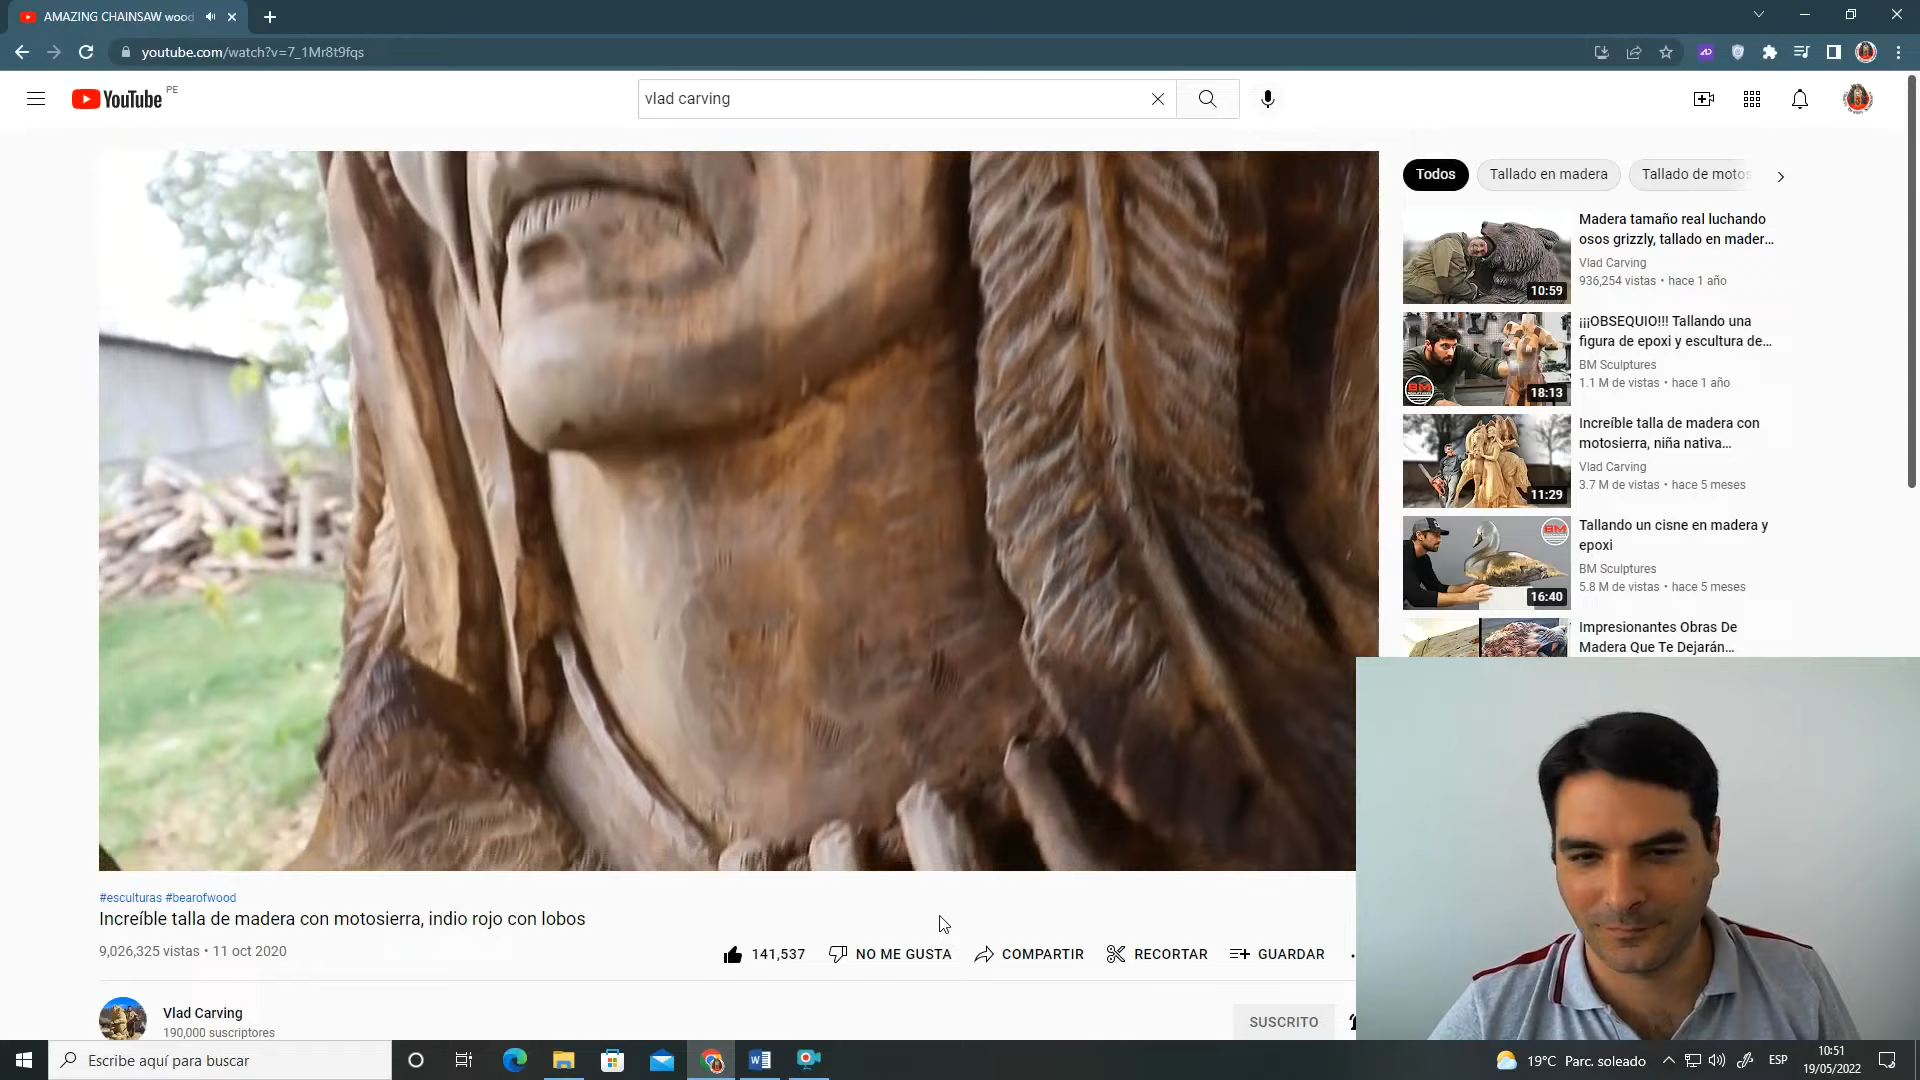 AMAZING CHAINSAW wood
youtube.com/watch?v=7_1Mr8t9fqs
YouTube PE
vlad carving
Todos
Tallado en madera
Tallado de motos
Madera tamaño real luchando
osos grizzly, tallado en mader...
Vlad Carving
936,254 vistas • hace 1 año
10:59
¡¡¡OBSEQUIO!!! Tallando una
figura de epoxi y escultura de...
BM Sculptures
1.1 M de vistas • hace 1 año
BM
18:13
Increíble talla de madera con
motosierra, niña nativa...
Vlad Carving
3.7 M de vistas • hace 5 meses
11:29
Tallando un cisne en madera y
epoxi
BM Sculptures
5.8 M de vistas • hace 5 meses
BM
16:40
Impresionantes Obras De
Madera Que Te Dejarán...
#esculturas #bearofwood
Increíble talla de madera con motosierra, indio rojo con lobos
9,026,325 vistas • 11 oct 2020
141,537
NO ME GUSTA
COMPARTIR
RECORTAR
GUARDAR
Vlad Carving
190,000 suscriptores
SUSCRITO
Escribe aquí para buscar
19°C Parc. soleado
ESP
10:51
19/05/2022